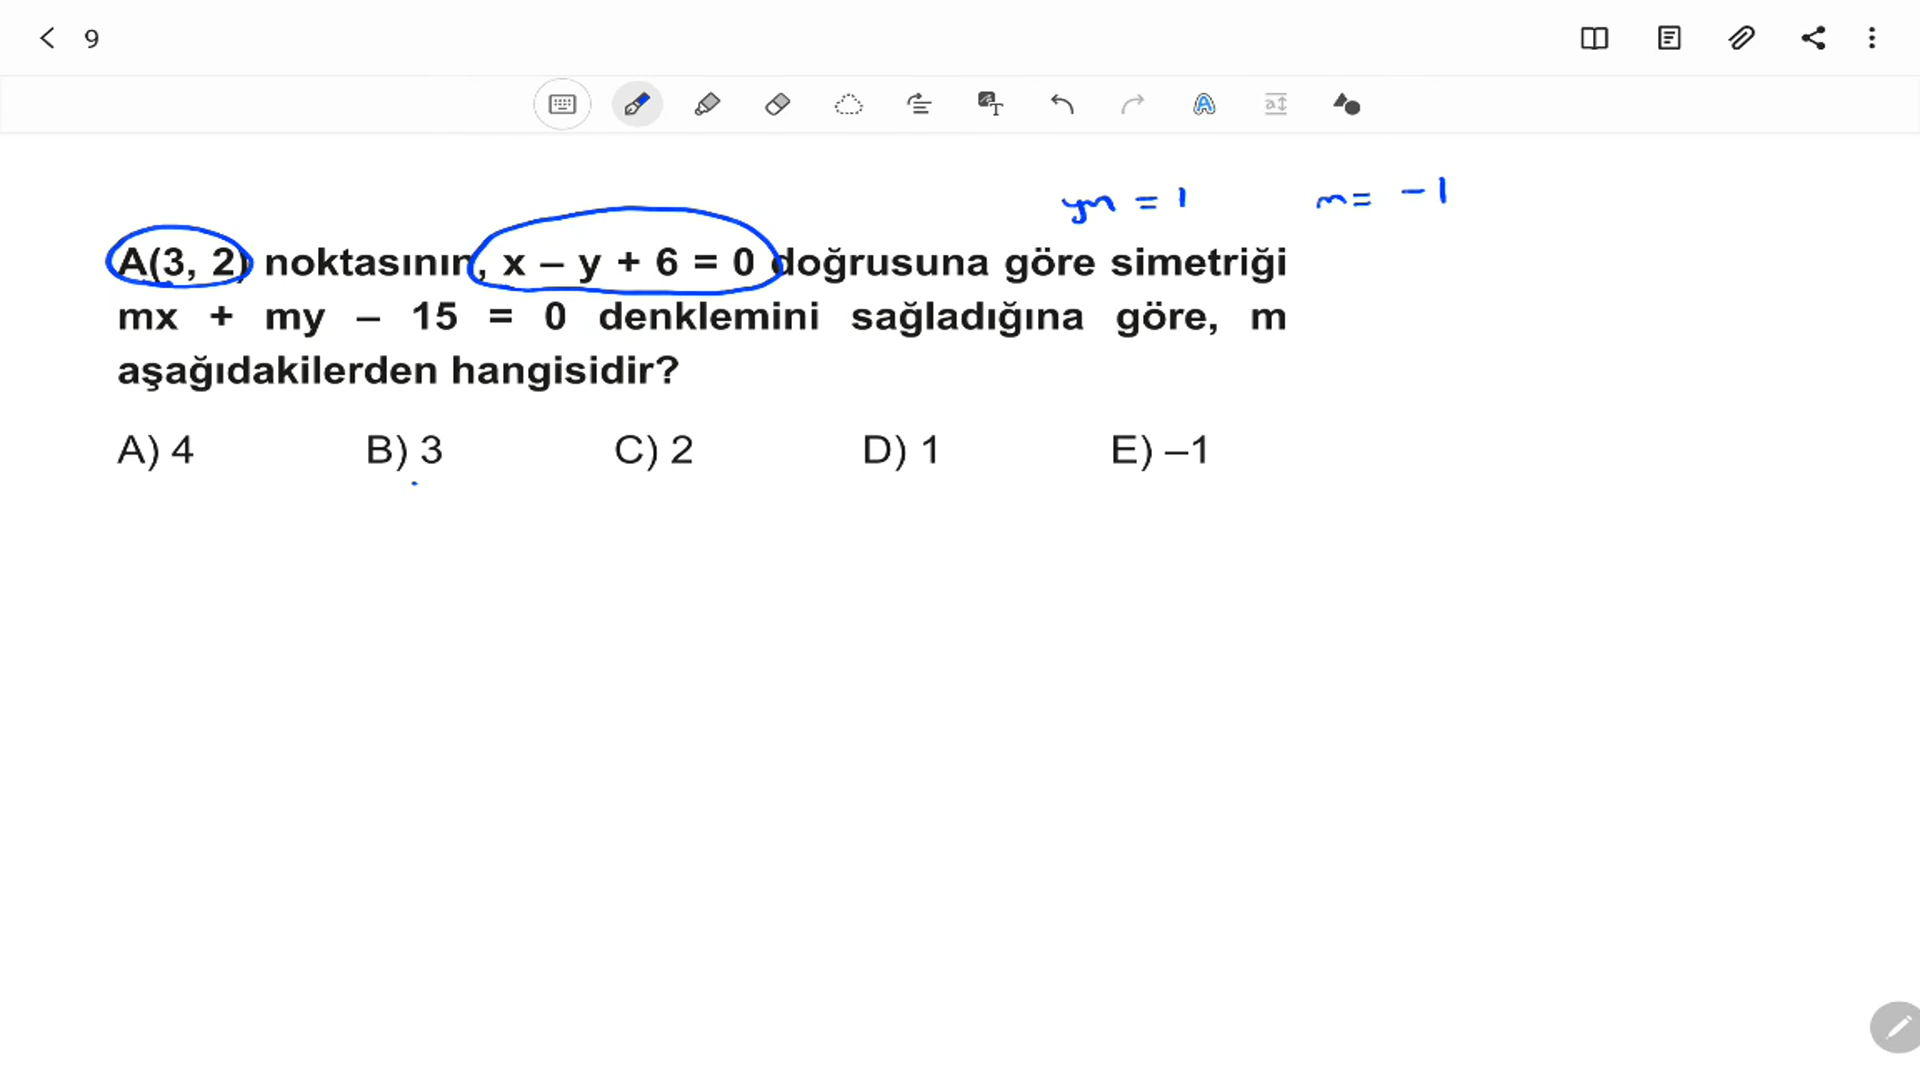 9
m = 1 m= -1
A(3, 2) noktasının, x – y + 6 = 0 doğrusuna göre simetriği
mx + my – 15 = 0 denklemini sağladığına göre, m
aşağıdakilerden hangisidir?
A) 4 B) 3 C) 2 D) 1 E) –1